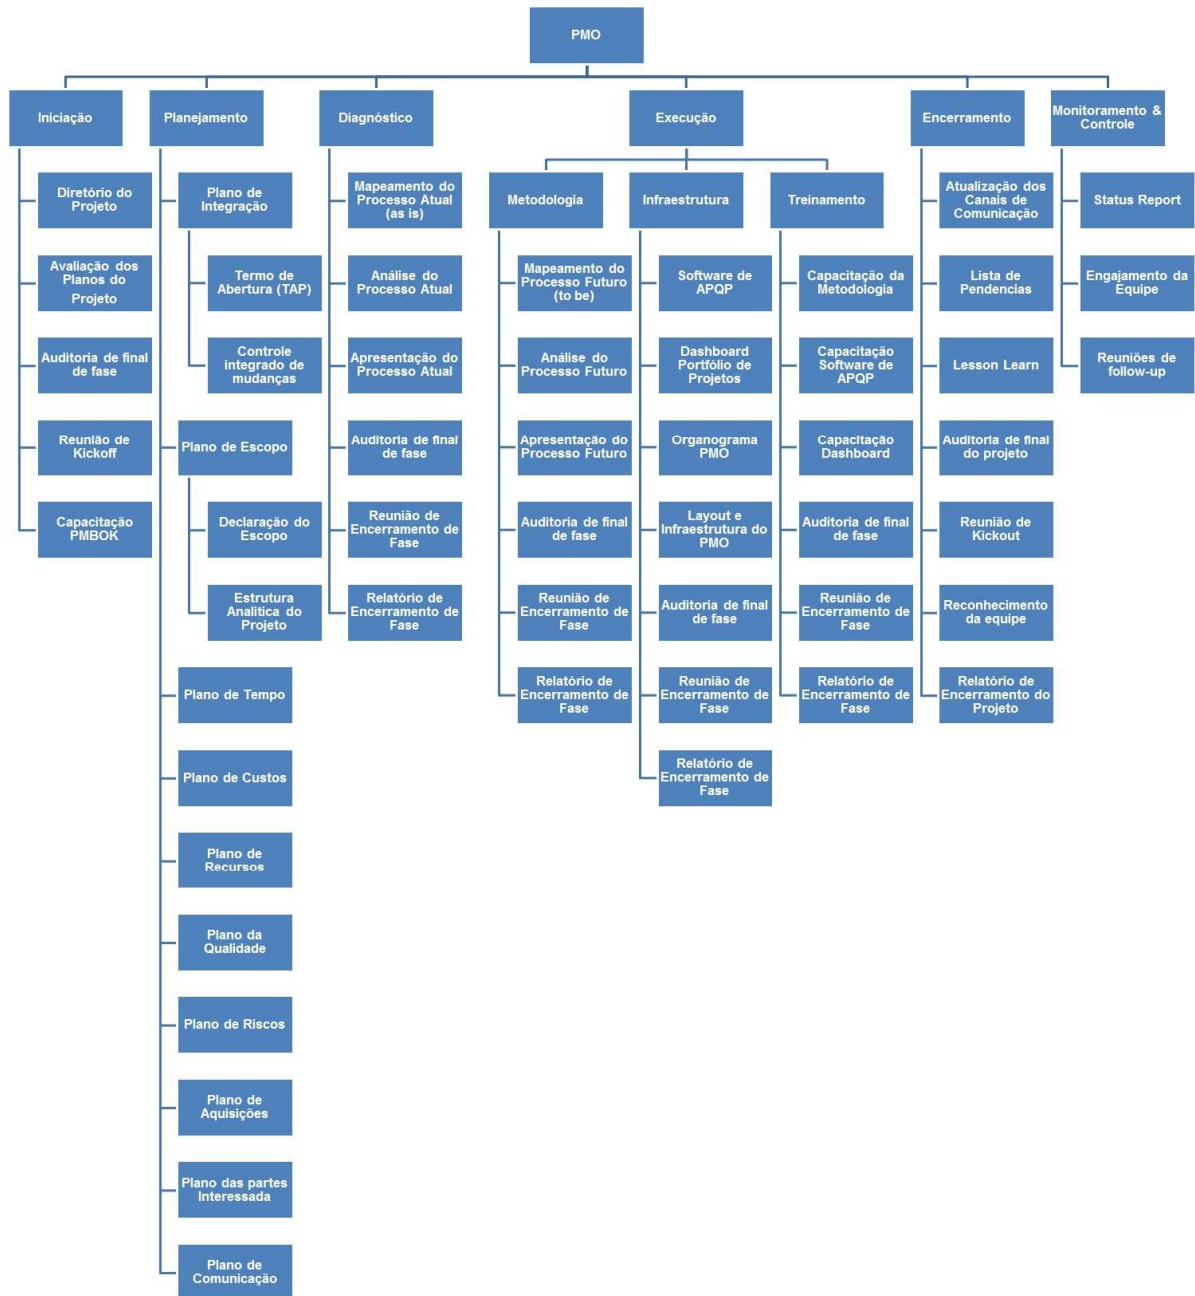 PMO
Iniciação
Diretório do
Projeto
Avaliação dos
Planos do
Projeto
Auditoria de final
de fase
Reunião de
Kickoff
Capacitação
PMBOK
Planejamento
Plano de
Integração
Termo de
Abertura (TAP)
Controle
integrado de
mudanças
Plano de Escopo
Declaração do
Escopo
Estrutura
Analitica do
Projeto
Plano de Tempo
Plano de Custos
Plano de
Recursos
Plano da
Qualidade
Plano de Riscos
Plano de
Aquisições
Plano das partes
Interessada
Plano de
Comunicação
Diagnóstico
Mapeamento do
Processo Atual
(as is)
Análise do
Processo Atual
Apresentação do
Processo Atual
Auditoria de final
de fase
Reunião de
Encerramento de
Fase
Relatório de
Encerramento de
Fase
Execução
Metodologia
Mapeamento do
Processo Futuro
(to be)
Análise do
Processo Futuro
Apresentação do
Processo Futuro
Auditoria de final
de fase
Reunião de
Encerramento de
Fase
Relatório de
Encerramento de
Fase
Infraestrutura
Software de
APQP
Dashboard
Portfólio de
Projetos
Organograma
PMO
Layout e
Infraestrutura do
PMO
Auditoria de final
de fase
Reunião de
Encerramento de
Fase
Relatório de
Encerramento de
Fase
Treinamento
Capacitação da
Metodologia
Capacitação
Software de
APQP
Capacitação
Dashboard
Auditoria de final
de fase
Reunião de
Encerramento de
Fase
Relatório de
Encerramento de
Fase
Encerramento
Atualização dos
Canais de
Comunicação
Lista de
Pendencias
Lesson Learn
Auditoria de final
do projeto
Reunião de
Kickout
Reconhecimento
da equipe
Relatório de
Encerramento do
Projeto
Monitoramento &
Controle
Status Report
Engajamento da
Equipe
Reuniões de
follow-up